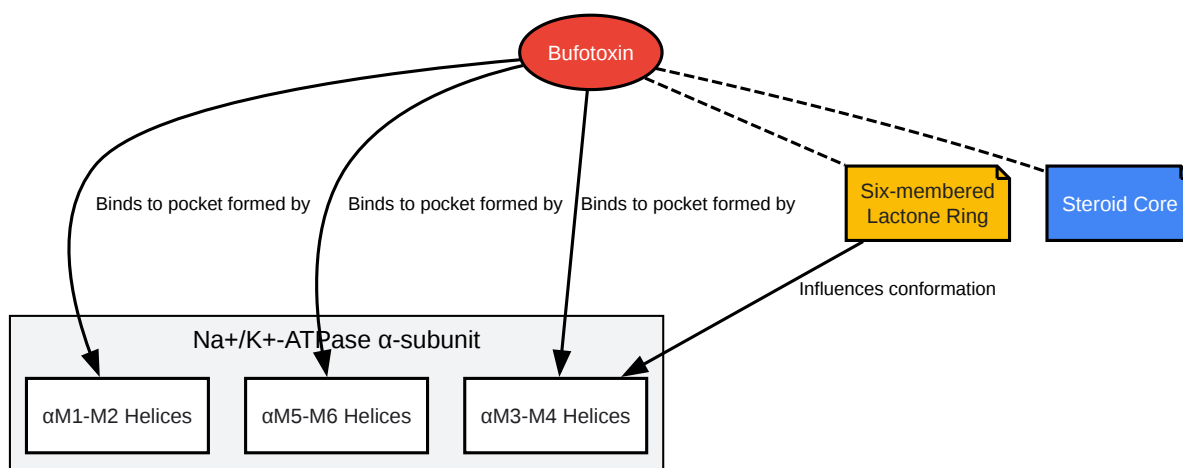 Bufotoxin
Six-membered
Lactone Ring
Steroid Core
Binds to pocket formed by
Binds to pocket formed by
Binds to pocket formed by
Influences conformation
Na+/K+-ATPase α-subunit
αM1-M2 Helices
αM5-M6 Helices
αM3-M4 Helices